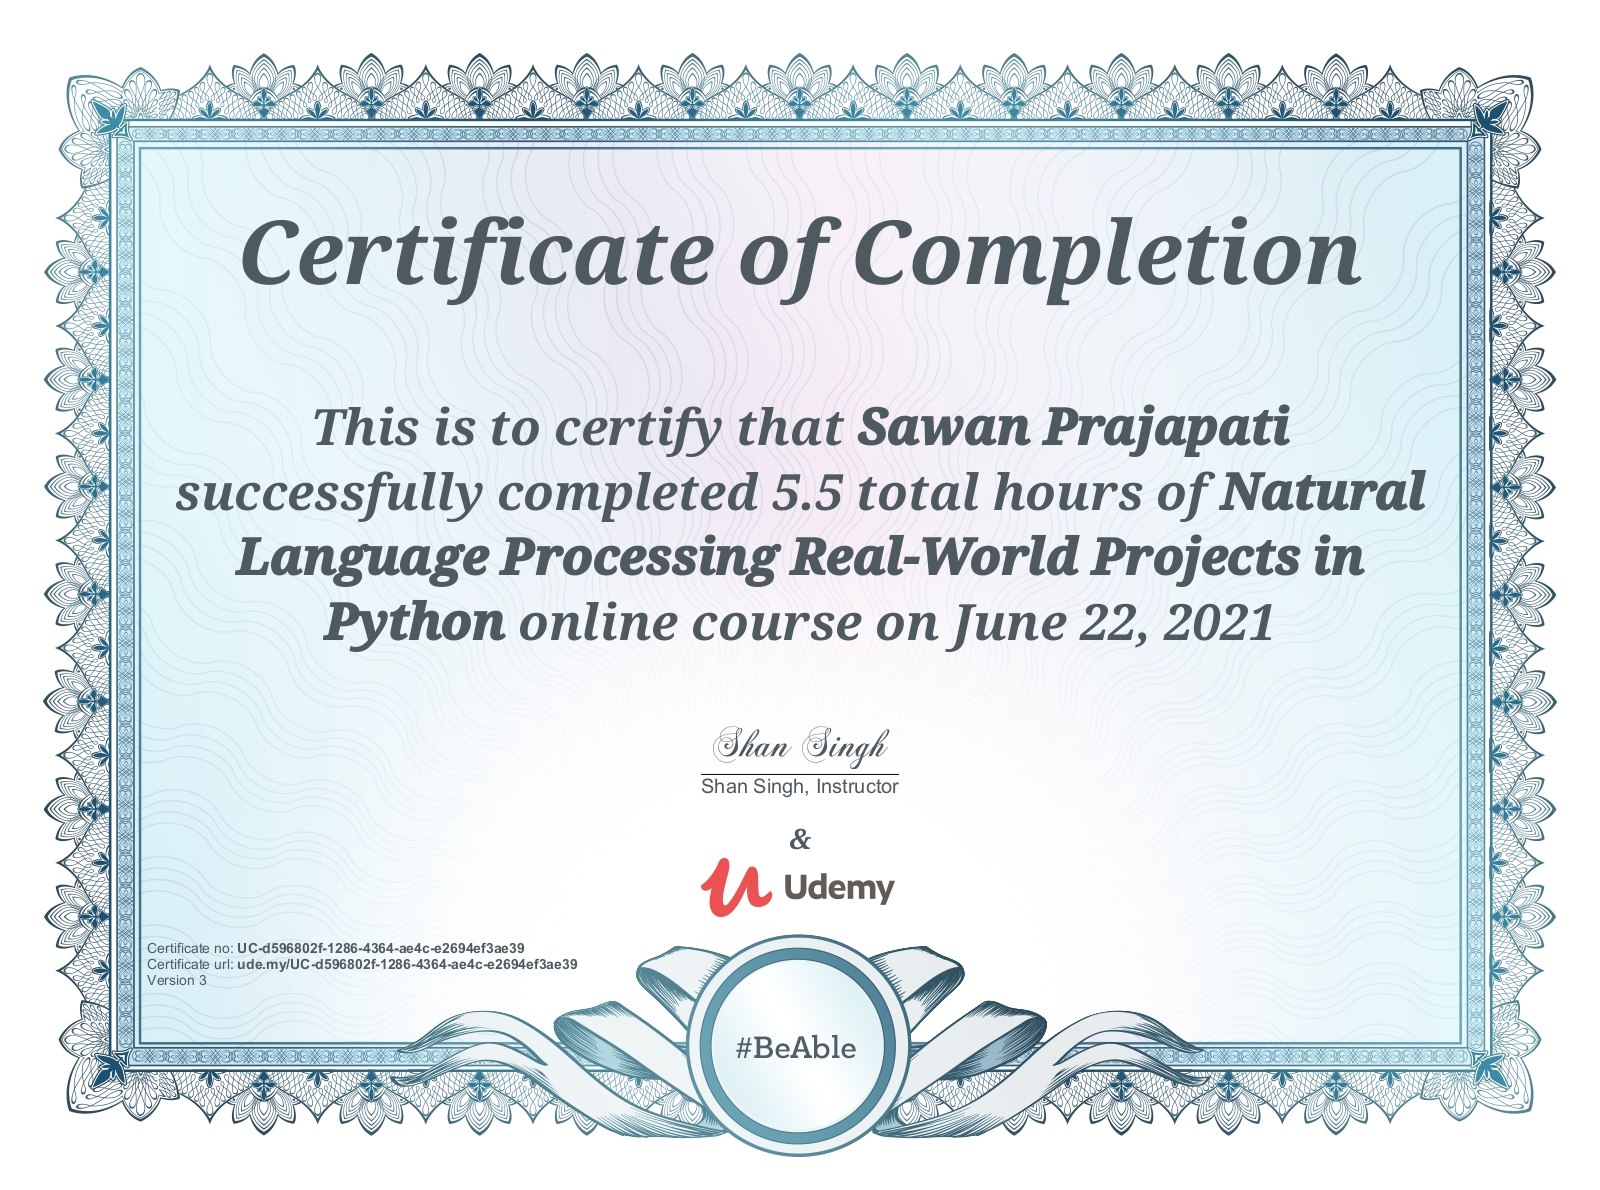 Certificate of Completion
This is to certify that Sawan Prajapati
successfully completed 5.5 total hours of Natural
Language Processing Real-World Projects in
Python online course on June 22, 2021
Shan Singh
Shan Singh, Instructor
&
Udemy
Certificate no: UC-d596802f-1286-4364-ae4c-e2694ef3ae39
Certificate url: ude.my/UC-d596802f-1286-4364-ae4c-e2694ef3ae39
Version 3
#BeAble